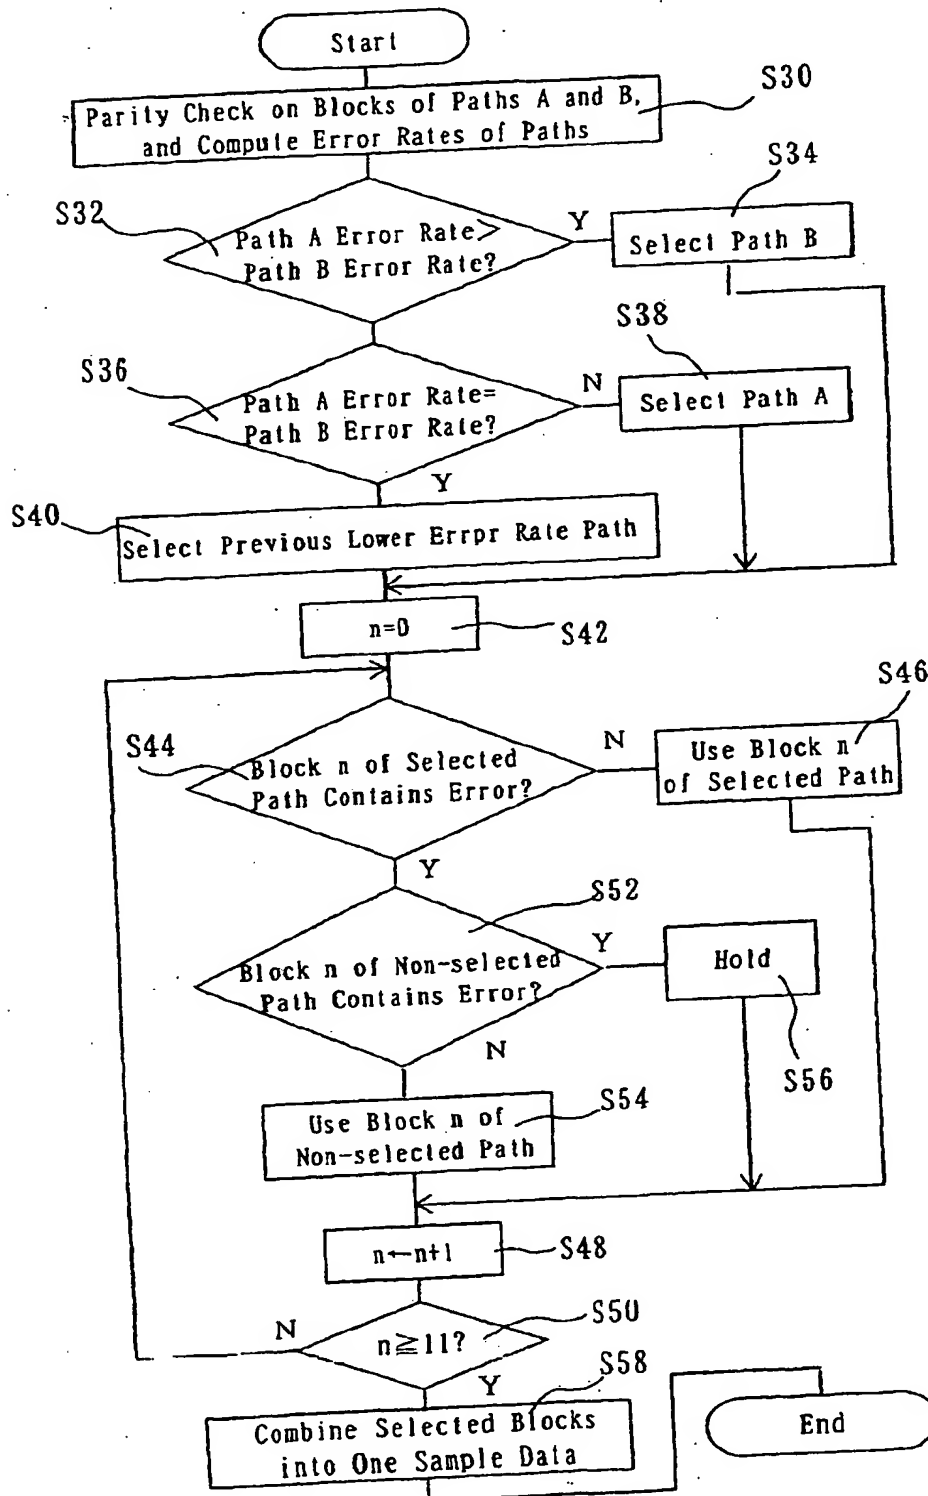 Start
S30
Parity Check on Blocks of Paths A and B,
and Compute Error Rates of Paths
S32
Path A Error Rate>
Path B Error Rate?
Y
S34
Select Path B
S36
Path A Error Rate=
Path B Error Rate?
N
S38
Select Path A
Y
S40
Select Previous Lower Errpr Rate Path
n=0
S42
S44
Block n of Selected
Path Contains Error?
N
S46
Use Block n
of Selected Path
Y
S52
Block n of Non-selected
Path Contains Error?
Y
Hold
S56
N
S54
Use Block n of
Non-selected Path
n←n+1
S48
S50
n≧11?
N
Y
S58
Combine Selected Blocks
into One Sample Data
End